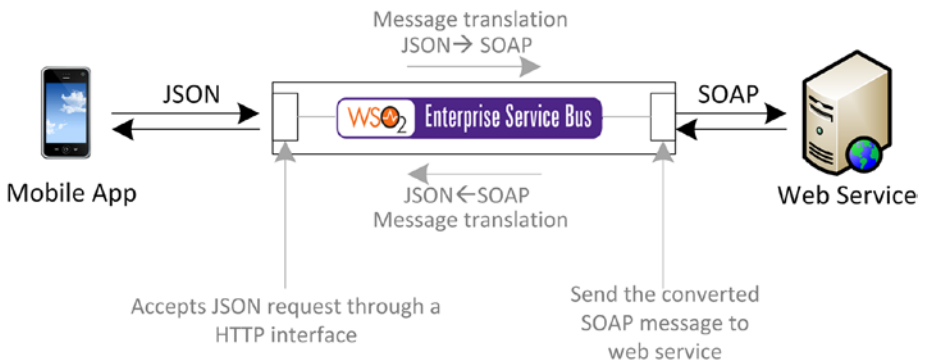 Message translation
JSON→ SOAP
JSON
SOAP
WSO2 Enterprise Service Bus
Mobile App
Web Service
JSON←SOAP
Message translation
Accepts JSON request through a
HTTP interface
Send the converted
SOAP message to
web service